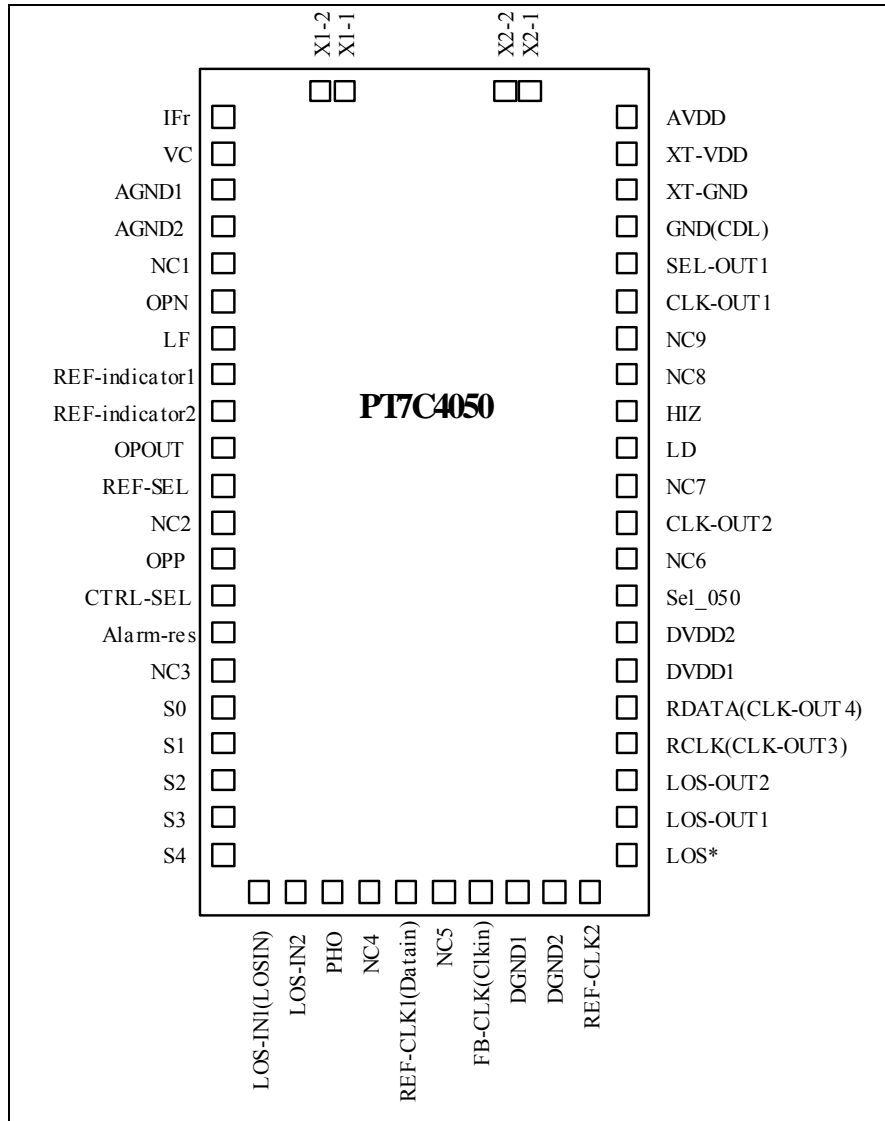 X1-2
X1-1
X2-2
X2-1
IFr
VC
AGND1
AGND2
NC1
OPN
LF
REF-indicator1
REF-indicator2
OPOUT
REF-SEL
NC2
OPP
CTRL-SEL
Alarm-res
NC3
S0
S1
S2
S3
S4
PT7C4050
AVDD
XT-VDD
XT-GND
GND(CDL)
SEL-OUT1
CLK-OUT1
NC9
NC8
HIZ
LD
NC7
CLK-OUT2
NC6
Sel_050
DVDD2
DVDD1
RDATA(CLK-OUT4)
RCLK(CLK-OUT3)
LOS-OUT2
LOS-OUT1
LOS*
LOS-IN1(LOSIN)
LOS-IN2
PHO
NC4
REF-CLK1(Datain)
NC5
FB-CLK(Clkin)
DGND1
DGND2
REF-CLK2